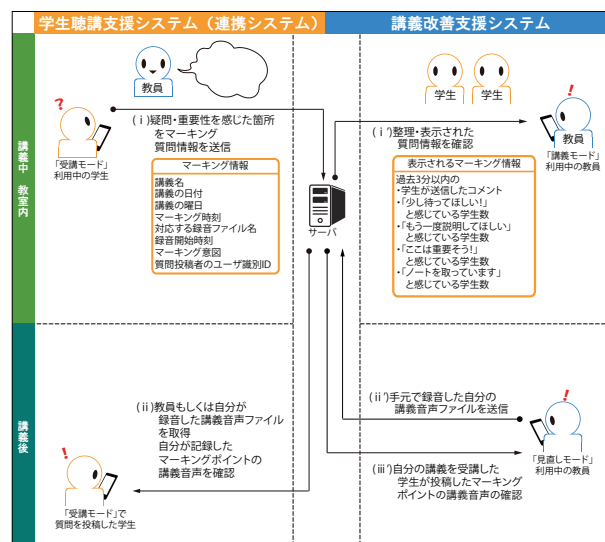 学生聴講支援システム（連携システム）
講義改善支援システム
講義中 教室内
講義後
教員
?
「受講モード」
利用中の学生
(ⅰ)疑問・重要性を感じた箇所
をマーキング
質問情報を送信
マーキング情報
講義名
講義の日付
講義の曜日
マーキング時刻
対応する録音ファイル名
録音開始時刻
マーキング意図
質問投稿者のユーザ識別ID
サーバ
学生
学生
(ⅰ')整理・表示された
質問情報を確認
表示されるマーキング情報
過去3分以内の
・学生が送信したコメント
・「少し待ってほしい!」
と感じている学生数
・「もう一度説明してほしい」
と感じている学生数
・「ここは重要そう!」
と感じている学生数
・「ノートを取っています」
と感じている学生数
!
教員
「講義モード」
利用中の教員
(ⅱ)教員もしくは自分が
録音した講義音声ファイル
を取得
自分が記録した
マーキングポイントの
講義音声を確認
!
「受講モード」で
質問を投稿した学生
(ⅱ')手元で録音した自分の
講義音声ファイルを送信
(ⅲ')自分の講義を受講した
学生が投稿したマーキング
ポイントの講義音声の確認
!
「見直しモード」
利用中の教員